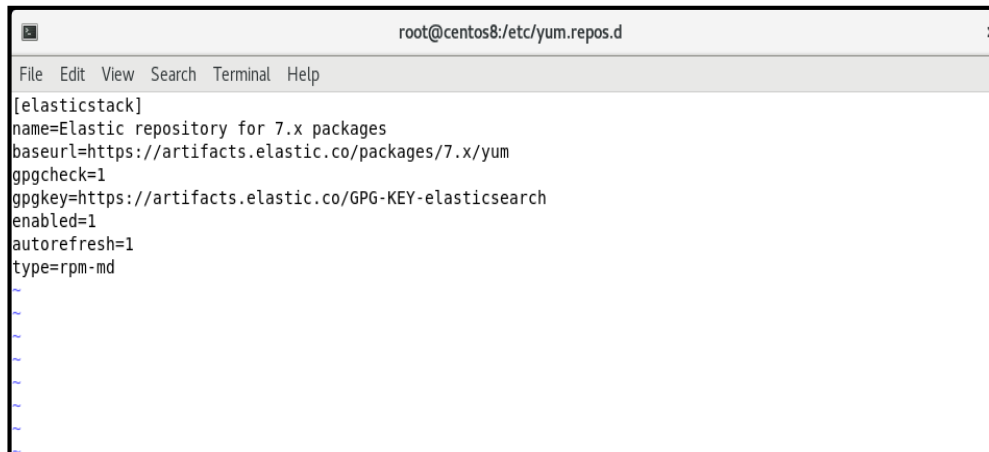 root@centos8:/etc/yum.repos.d
File Edit View Search Terminal Help
[elasticstack]
name=Elastic repository for 7.x packages
baseurl=https://artifacts.elastic.co/packages/7.x/yum
gpgcheck=1
gpgkey=https://artifacts.elastic.co/GPG-KEY-elasticsearch
enabled=1
autorefresh=1
type=rpm-md
~
~
~
~
~
~
~
~